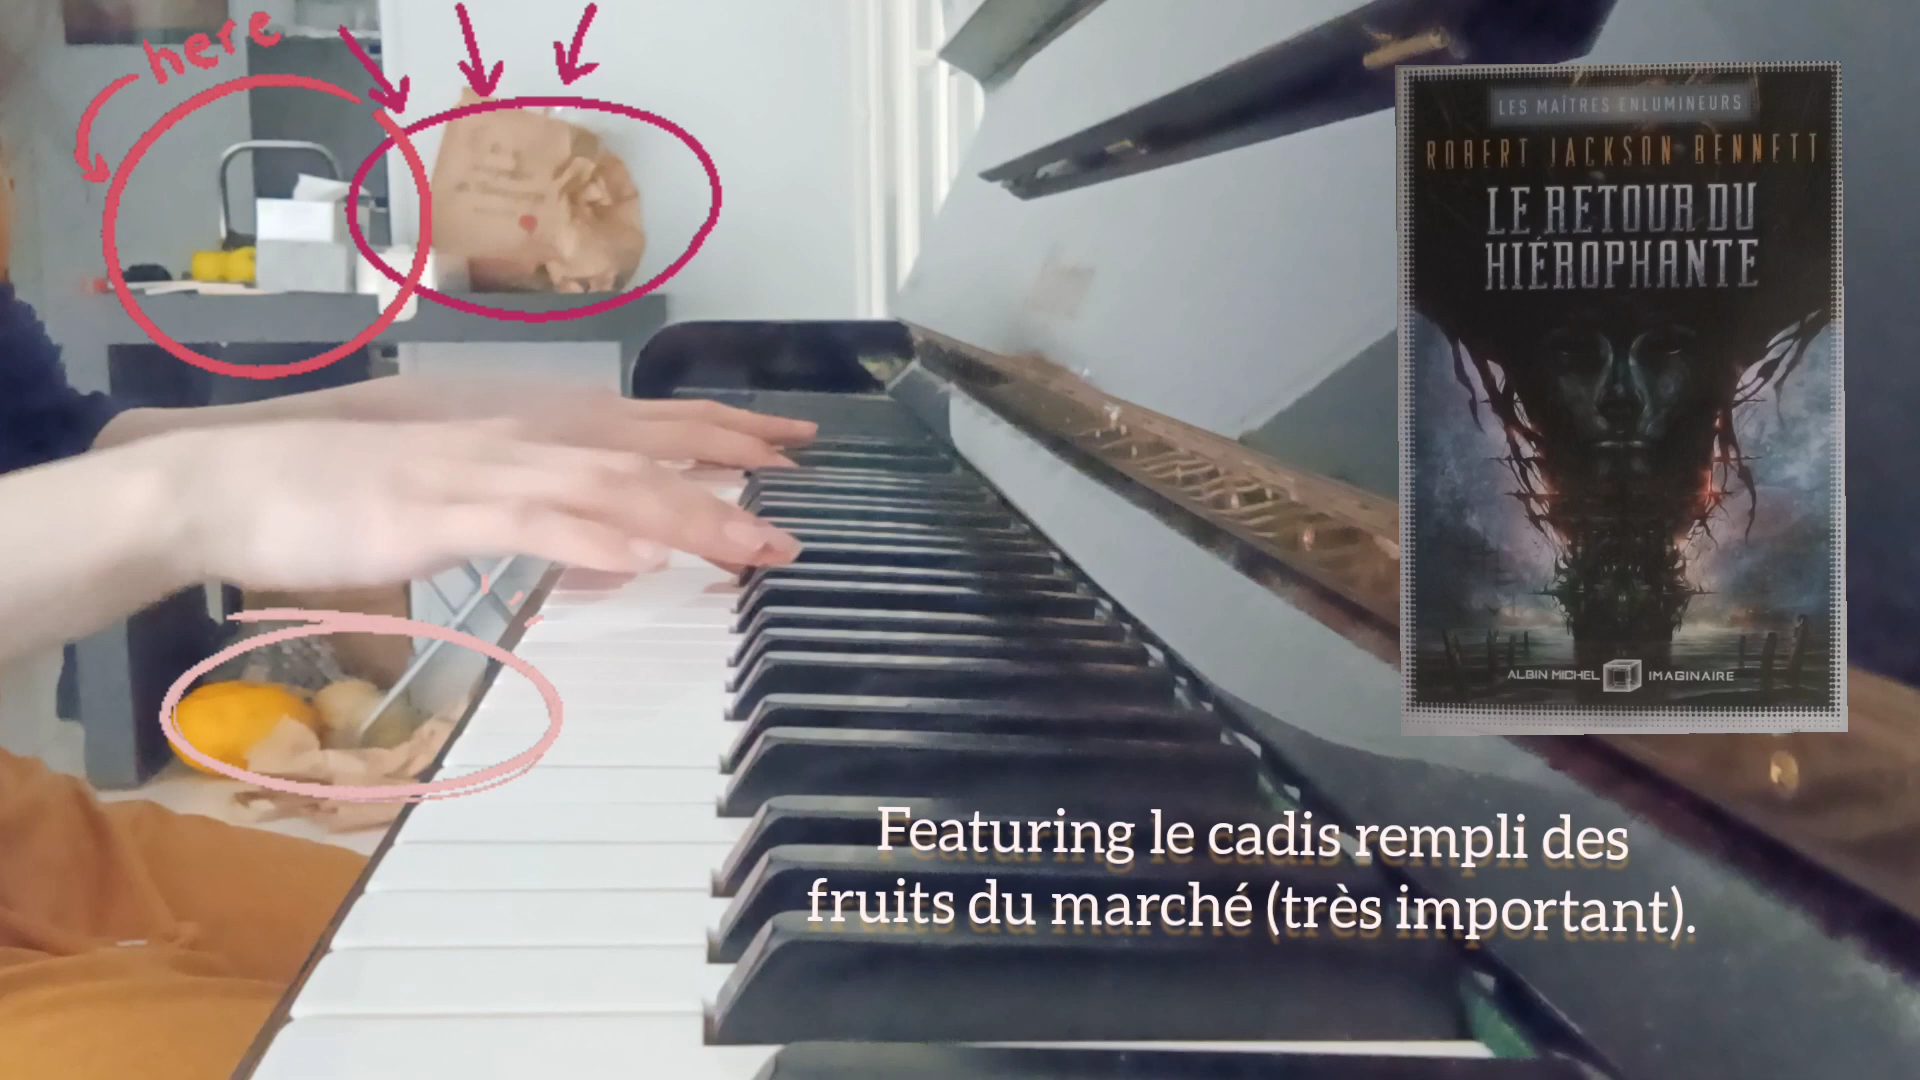 here
LES MAÎTRES ENLUMINEURS
ROBERT JACKSON BENNETT
LE RETOUR DU
HIÉROPHANTE
ALBIN MICHEL IMAGINAIRE
Featuring le cadis rempli des
fruits du marché (très important).